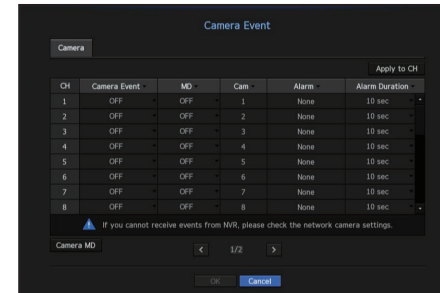 Camera Event
Camera
Apply to CH
CH Camera Event MD Cam Alarm Alarm Duration
1 OFF OFF 1 None 10 sec
2 OFF OFF 2 None 10 sec
3 OFF OFF 3 None 10 sec
4 OFF OFF 4 None 10 sec
5 OFF OFF 5 None 10 sec
6 OFF OFF 6 None 10 sec
7 OFF OFF 7 None 10 sec
8 OFF OFF 8 None 10 sec
If you cannot receive events from NVR, please check the network camera settings.
Camera MD < 1/2 >
OK Cancel